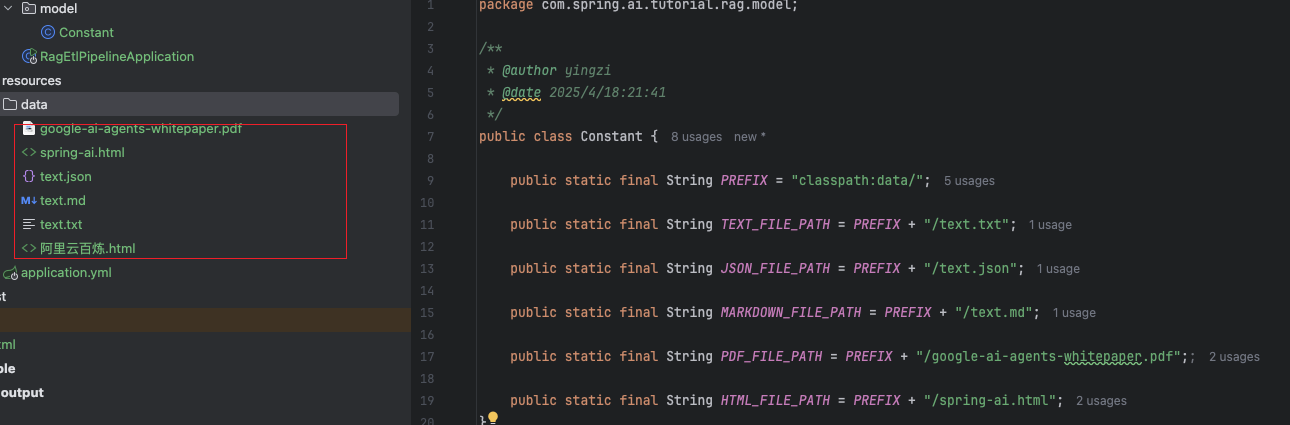 model
Constant
RagEtlPipelineApplication
resources
data
google-ai-agents-whitepaper.pdf
<> spring-ai.html
{} text.json
M↓ text.md
text.txt
<> 阿里云百炼.html
application.yml
st
ml
ple
output
1 package com.spring.ai.tutorial.rag.model;
2
3 /**
4 * @author yingzi
5 * @date 2025/4/18:21:41
6 */
7 public class Constant { 8 usages new *
8
9 public static final String PREFIX = "classpath:data/"; 5 usages
10
11 public static final String TEXT_FILE_PATH = PREFIX + "/text.txt"; 1 usage
12
13 public static final String JSON_FILE_PATH = PREFIX + "/text.json"; 1 usage
14
15 public static final String MARKDOWN_FILE_PATH = PREFIX + "/text.md"; 1 usage
16
17 public static final String PDF_FILE_PATH = PREFIX + "/google-ai-agents-whitepaper.pdf";; 2 usages
18
19 public static final String HTML_FILE_PATH = PREFIX + "/spring-ai.html"; 2 usages
20 }